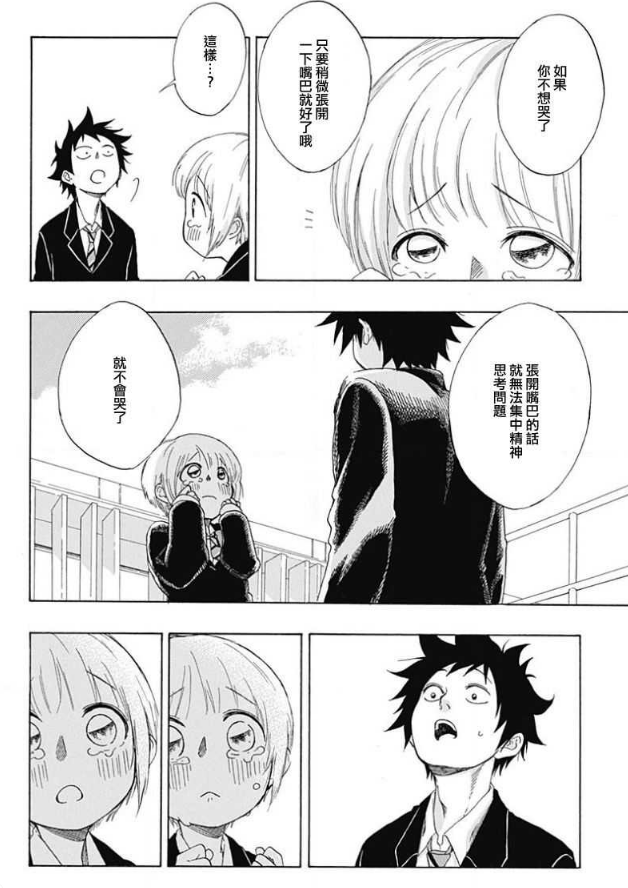 如果
你不想哭了
只要稍微張開
一下嘴巴就好了哦
這樣…?
張開嘴巴的話
就無法集中精神
思考問題
就不會哭了